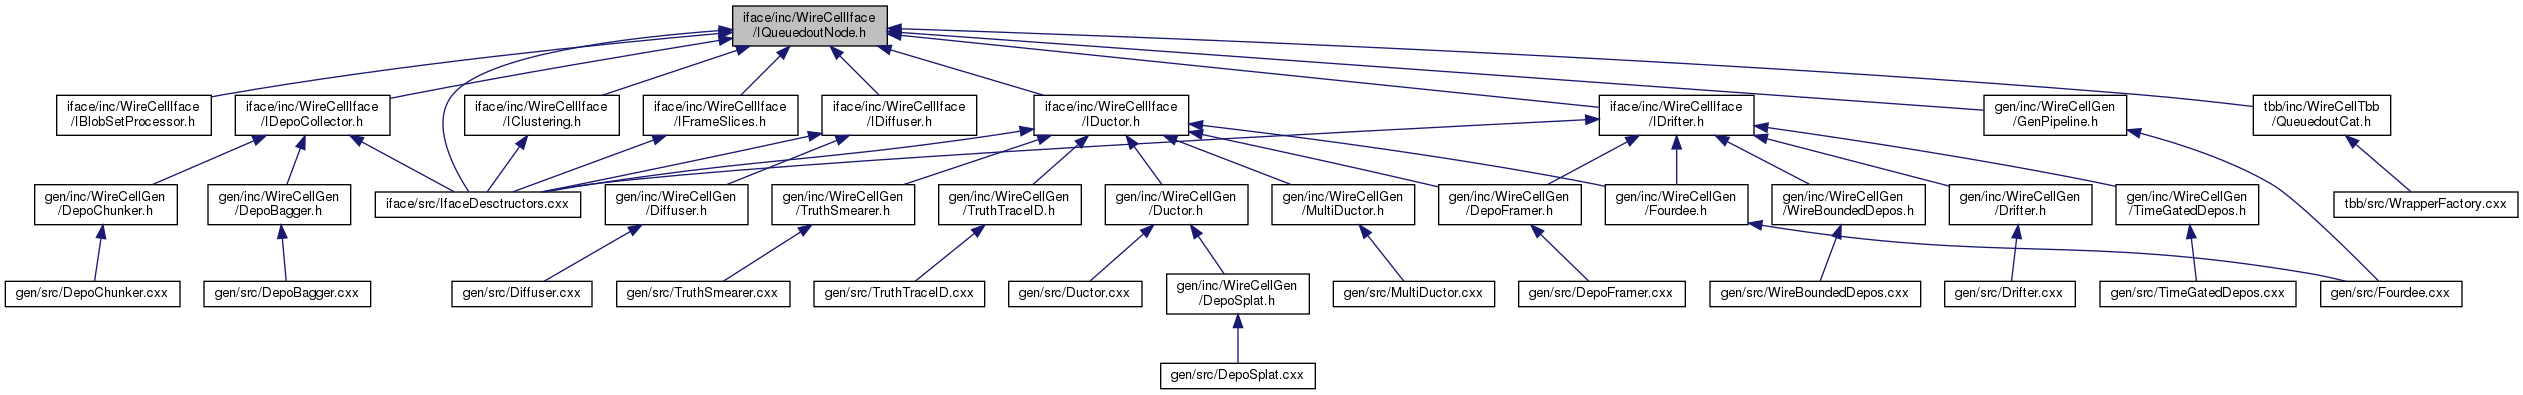 iface/inc/WireCellIface
/IQueuedoutNode.h
iface/inc/WireCellIface
/IBlobSetProcessor.h
iface/inc/WireCellIface
/IDepoCollector.h
iface/inc/WireCellIface
/IClustering.h
iface/inc/WireCellIface
/IFrameSlices.h
iface/inc/WireCellIface
/IDiffuser.h
iface/inc/WireCellIface
/IDuctor.h
iface/inc/WireCellIface
/IDrifter.h
gen/inc/WireCellGen
/GenPipeline.h
tbb/inc/WireCellTbb
/QueuedoutCat.h
gen/inc/WireCellGen
/DepoChunker.h
gen/inc/WireCellGen
/DepoBagger.h
iface/src/IfaceDesctructors.cxx
gen/inc/WireCellGen
/Diffuser.h
gen/inc/WireCellGen
/TruthSmearer.h
gen/inc/WireCellGen
/TruthTraceID.h
gen/inc/WireCellGen
/Ductor.h
gen/inc/WireCellGen
/MultiDuctor.h
gen/inc/WireCellGen
/DepoFramer.h
gen/inc/WireCellGen
/Fourdee.h
gen/inc/WireCellGen
/WireBoundedDepos.h
gen/inc/WireCellGen
/Drifter.h
gen/inc/WireCellGen
/TimeGatedDepos.h
tbb/src/WrapperFactory.cxx
gen/src/DepoChunker.cxx
gen/src/DepoBagger.cxx
gen/src/Diffuser.cxx
gen/src/TruthSmearer.cxx
gen/src/TruthTraceID.cxx
gen/src/Ductor.cxx
gen/inc/WireCellGen
/DepoSplat.h
gen/src/MultiDuctor.cxx
gen/src/DepoFramer.cxx
gen/src/WireBoundedDepos.cxx
gen/src/Drifter.cxx
gen/src/TimeGatedDepos.cxx
gen/src/Fourdee.cxx
gen/src/DepoSplat.cxx